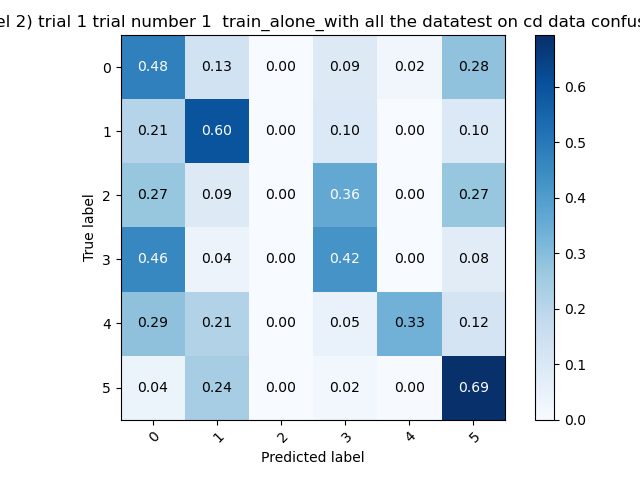 el 2) trial 1 trial number 1  train_alone_with all the datatest on cd data confus
0 0.48 0.13 0.00 0.09 0.02 0.28
1 0.21 0.60 0.00 0.10 0.00 0.10
2 0.27 0.09 0.00 0.36 0.00 0.27
3 0.46 0.04 0.00 0.42 0.00 0.08
4 0.29 0.21 0.00 0.05 0.33 0.12
5 0.04 0.24 0.00 0.02 0.00 0.69
0 1 2 3 4 5
True label
Predicted label
0.6
0.5
0.4
0.3
0.2
0.1
0.0